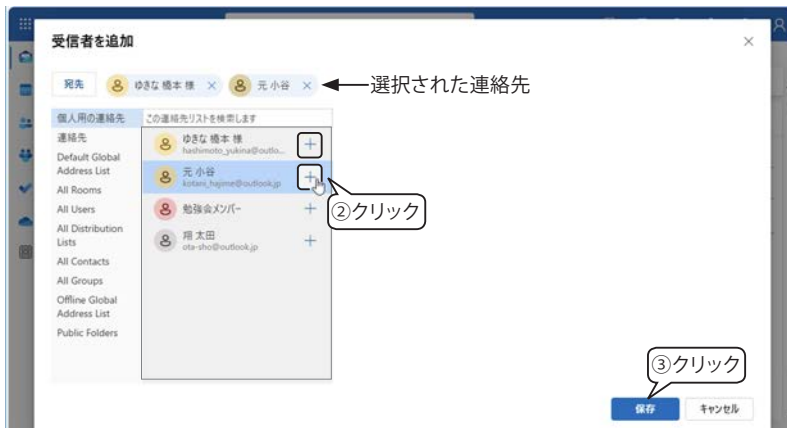 受信者を追加
宛先 ゆきな 橋本 様 元 小谷 選択された連絡先
個人用の連絡先
連絡先
Default Global
Address List
All Rooms
All Users
All Distribution
Lists
All Contacts
All Groups
Offline Global
Address List
Public Folders
この連絡先リストを検索します
ゆきな 橋本 様
hashimoto_yukina@outlo...
元 小谷
kotani_hajime@outlook.jp
勉強会メンバー
翔 太田
ota-sho@outlook.jp
②クリック
③クリック
保存 キャンセル